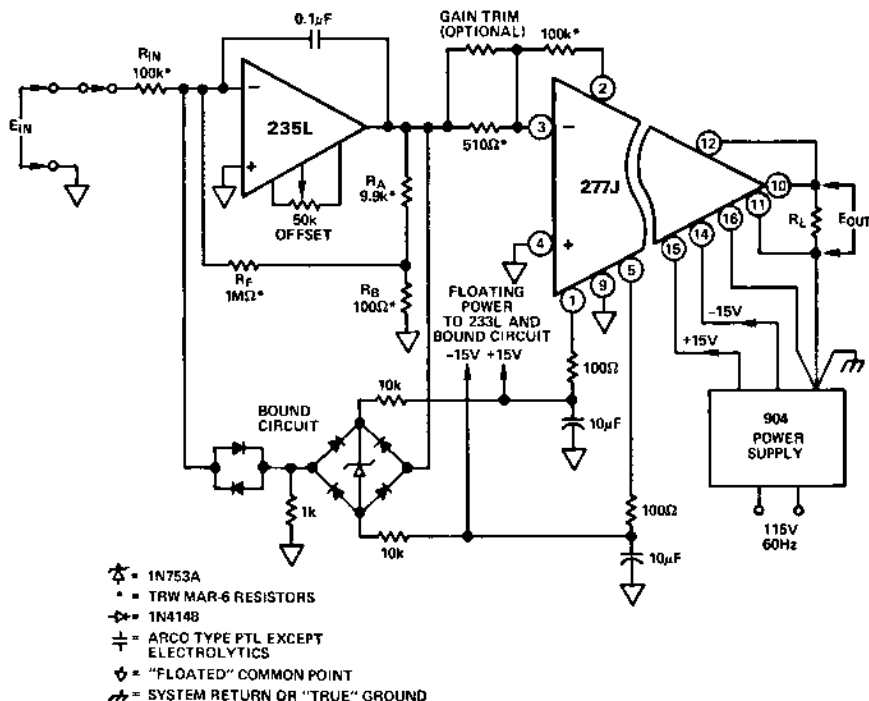 0.1µF
GAIN TRIM
(OPTIONAL)
100k*
RIN
100k*
EIN
−
235L
+
50k
OFFSET
RA
9.9k*
510Ω*
RF
1MΩ*
RB
100Ω*
2
3
−
277J
4
+
1
9
5
12
10
11
16
14
15
RL
EOUT
FLOATING
POWER
TO 233L AND
BOUND CIRCUIT
−15V +15V
−15V
+15V
100Ω
10k
10µF
BOUND
CIRCUIT
1k
10k
100Ω
10µF
904
POWER
SUPPLY
115V
60Hz
= 1N753A
* = TRW MAR-6 RESISTORS
= 1N4148
= ARCO TYPE PTL EXCEPT
ELECTROLYTICS
= "FLOATED" COMMON POINT
= SYSTEM RETURN OR "TRUE" GROUND